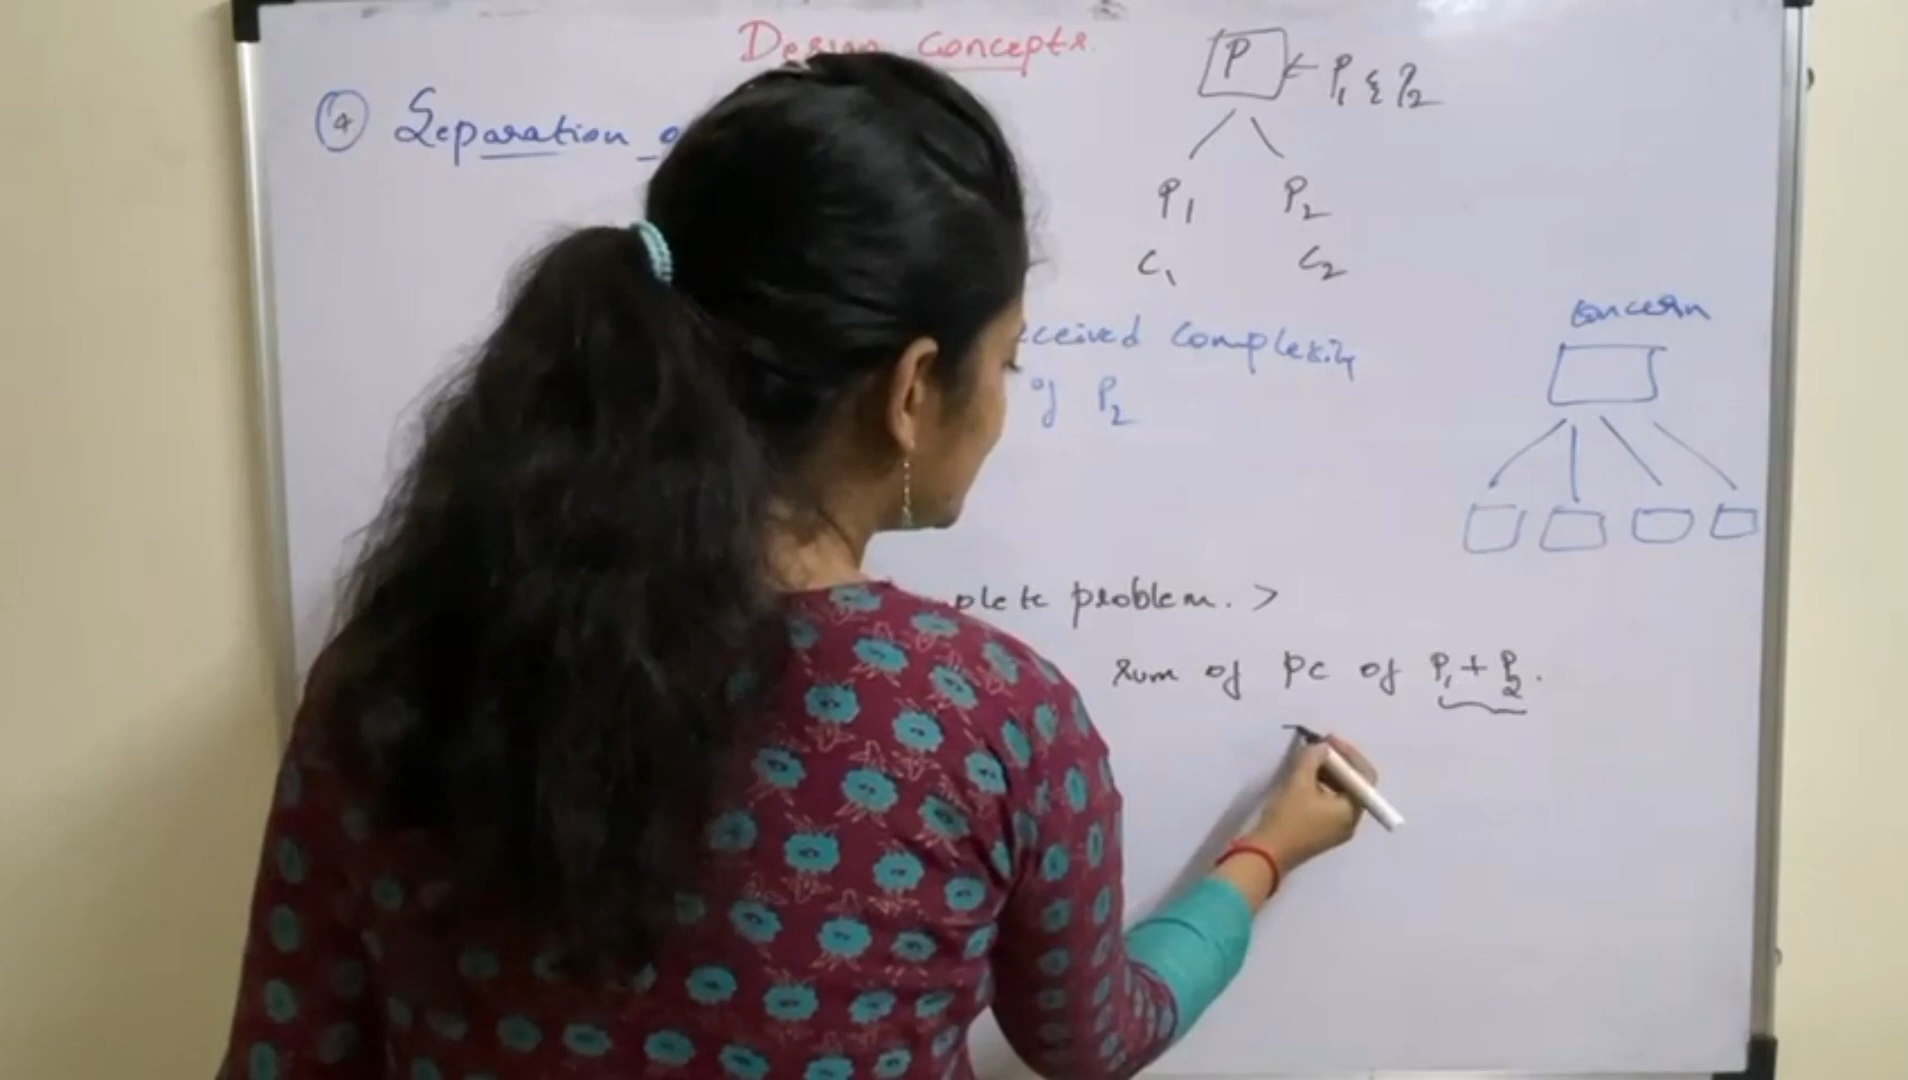 Design Concepts.
P ← P1 & P2
④ Separation
P1 P2
C1 C2
concern
ceived complexity
of P2
plete problem. >
sum of PC of P1 + P2.